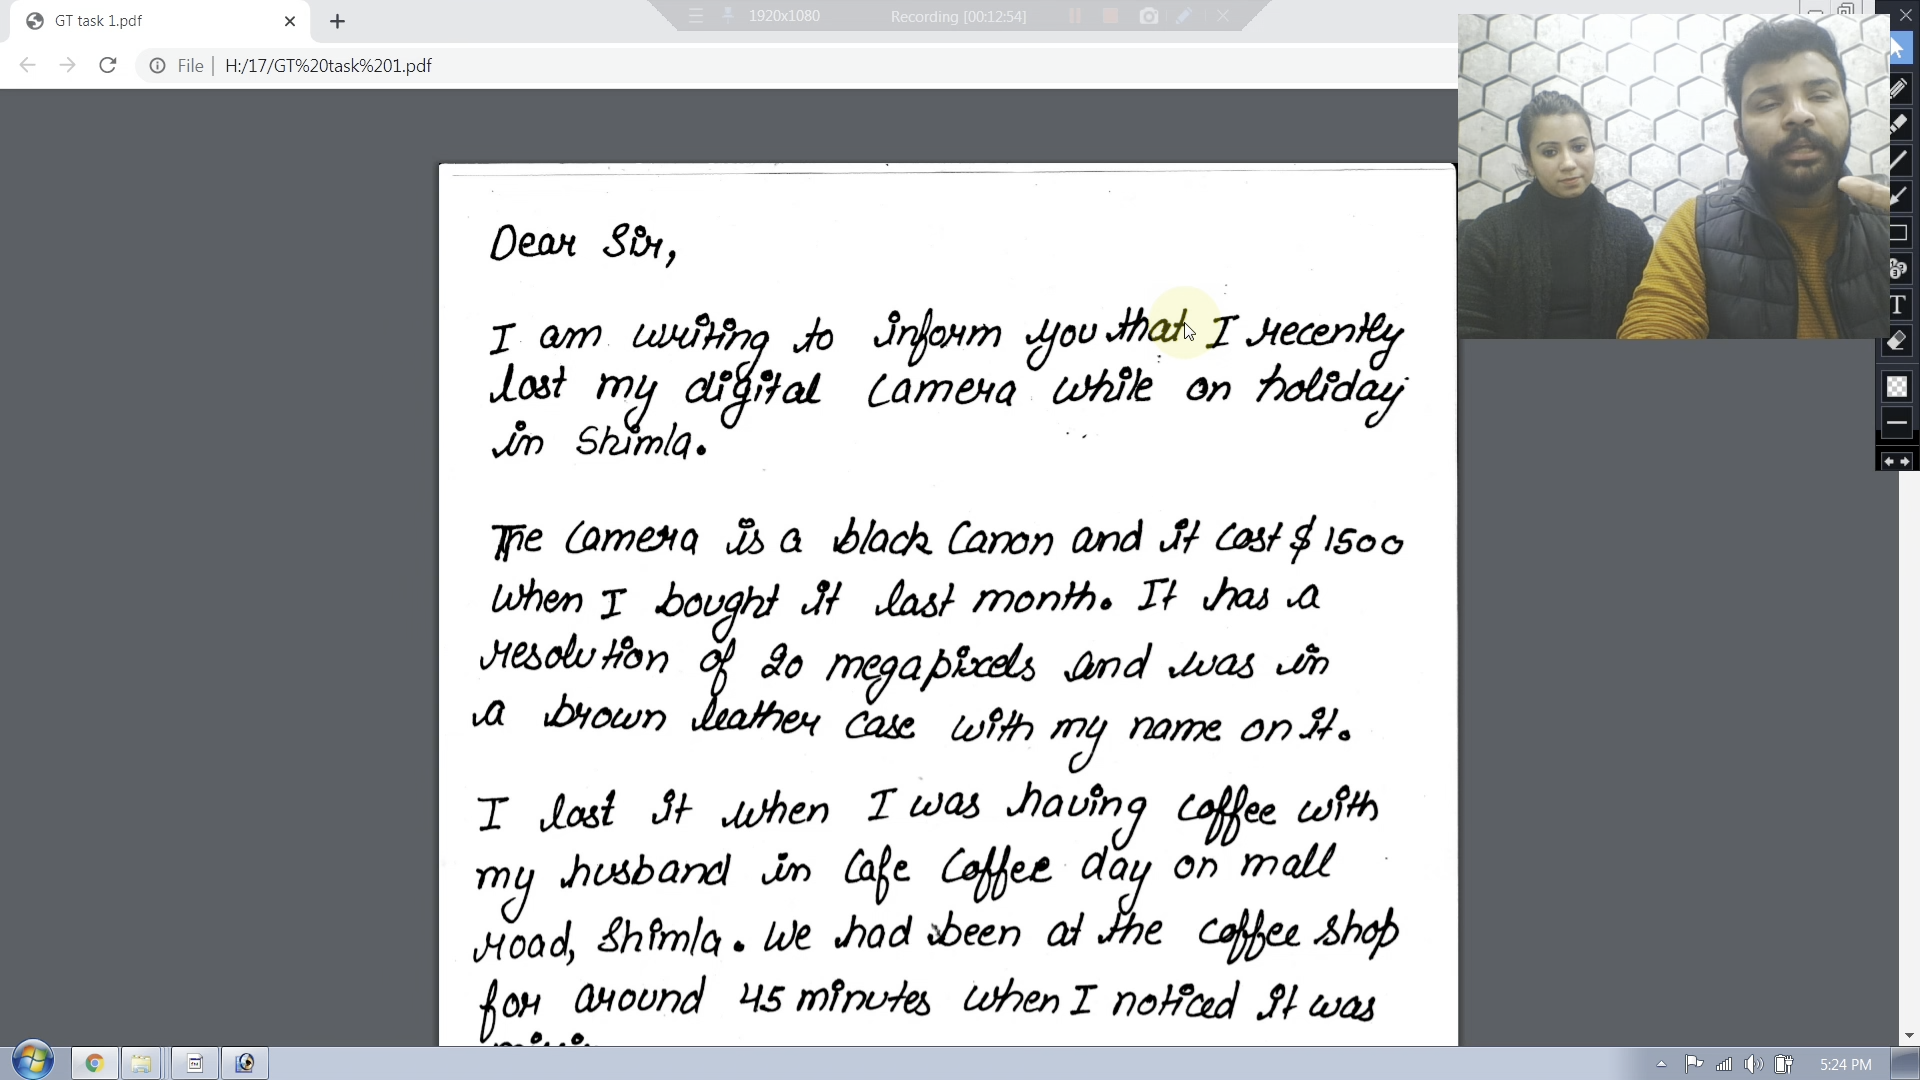 GT task 1.pdf
1920x1080
Recording [00:12:54]
File
H:/17/GT%20task%201.pdf
Dear Sir,
I am writing to inform you that I recently
lost my digital camera while on holiday
in Shimla.
The camera is a black Canon and it cost $1500
when I bought it last month. It has a
resolution of 20 megapixels and was in
a brown leather case with my name on it.
I lost it when I was having coffee with
my husband in Cafe Coffee day on mall
road, Shimla. We had been at the coffee shop
for around 45 minutes when I noticed it was
T
5:24 PM